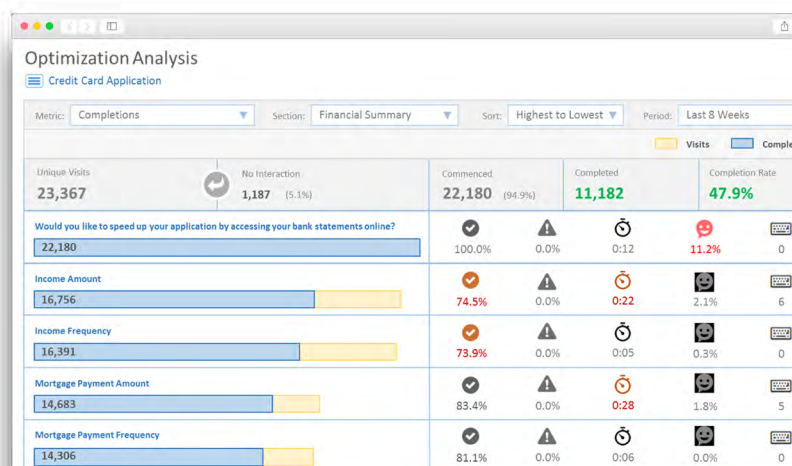 Optimization Analysis
Credit Card Application
Metric: Completions Section: Financial Summary Sort: Highest to Lowest Period: Last 8 Weeks
Visits
Unique Visits No Interaction Commenced Completed Completion Rate
23,367 1,187 (5.1%) 22,180 (94.9%) 11,182 47.9%
Would you like to speed up your application by accessing your bank statements online?
22,180 100.0% 0.0% 0:12 11.2% 0
Income Amount
16,756 74.5% 0.0% 0:22 2.1% 6
Income Frequency
16,391 73.9% 0.0% 0:05 0.3% 0
Mortgage Payment Amount
14,683 83.4% 0.0% 0:28 1.8% 5
Mortgage Payment Frequency
14,306 81.1% 0.0% 0:06 0.0% 0